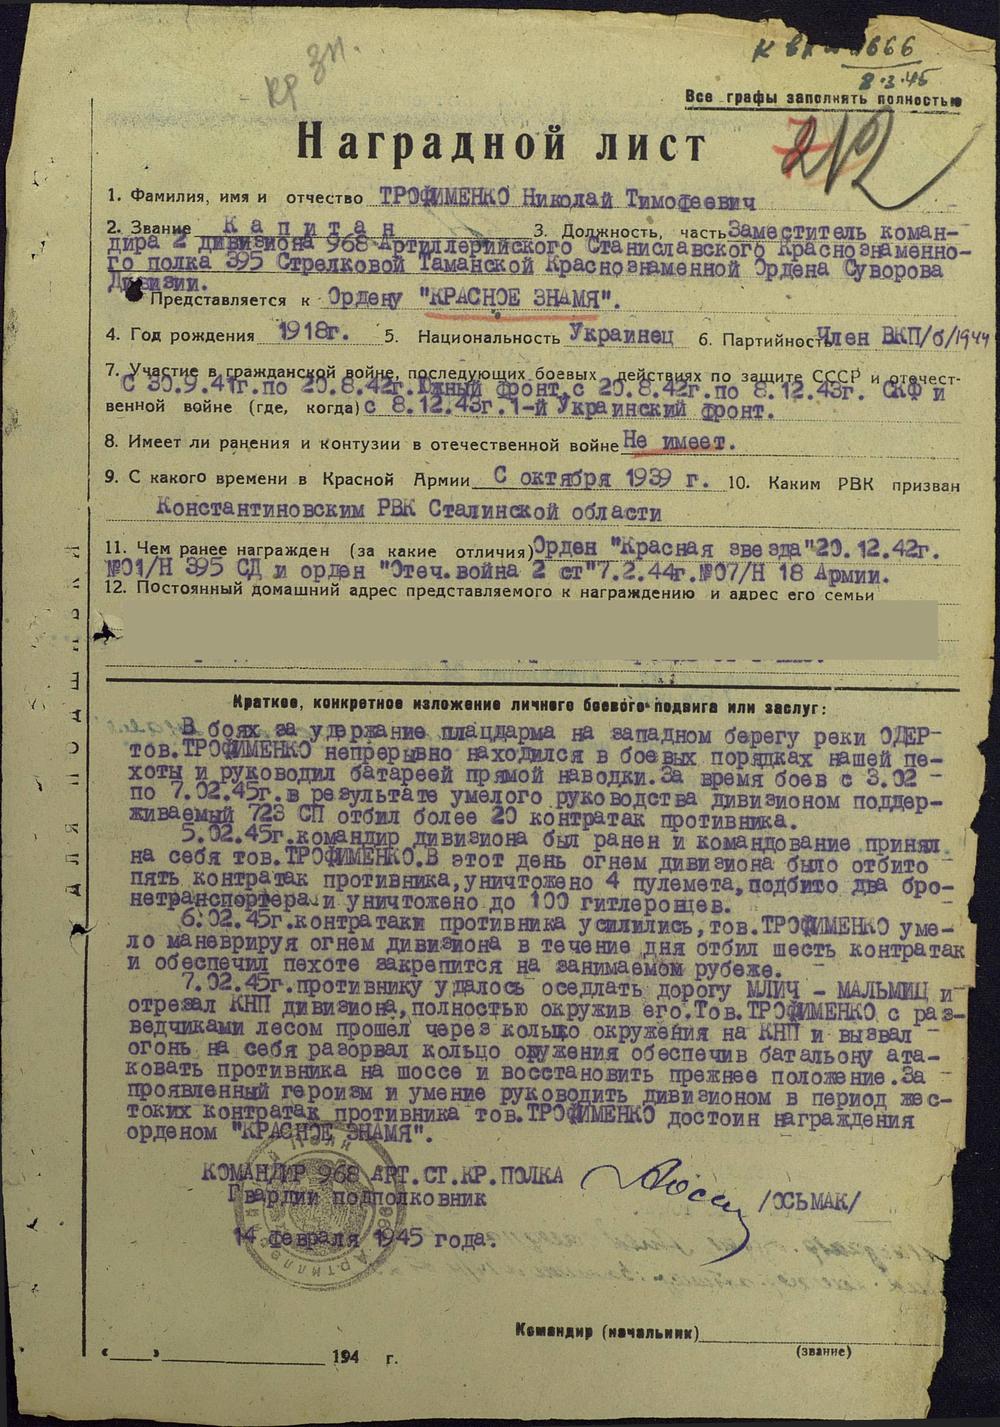 КР ЗН.
8.3.45
Все графы заполнять полностью
212
Наградной лист
1. Фамилия, имя и отчество ТРОФИМЕНКО Николай Тимофеевич
2. Звание Капитан 3. Должность, часть Заместитель коман-
дира 2 дивизиона 968 Артиллерийского Станиславского Краснознаменно-
го полка 395 Стрелковой Таманской Краснознаменной Ордена Суворова
Дивизии.
Представляется к Ордену "КРАСНОЕ ЗНАМЯ".
4. Год рождения 1918г. 5. Национальность Украинец 6. Партийность Член ВКП/б/1944
7. Участие в гражданской войне, последующих боевых действиях по защите СССР и отечест-
С 30.9.41г.по 20.8.42г.Южный фронт,с 20.8.42г.по 8.12.43г. СКФ и
венной войне (где, когда) с 8.12.43г.1-й Украинский фронт.
8. Имеет ли ранения и контузии в отечественной войне Не имеет.
9. С какого времени в Красной Армии С октября 1939 г. 10. Каким РВК призван
Константиновским РВК Сталинской области
11. Чем ранее награжден (за какие отличия) Орден "Красная звезда"20.12.42г.
№01/Н 395 СД и орден "Отеч.война 2 ст"7.2.44г.№07/Н 18 Армии.
12. Постоянный домашний адрес представляемого к награждению и адрес его семьи
Краткое, конкретное изложение личного боевого подвига или заслуг:
В боях за удержание плацдарма на западном берегу реки ОДЕР-
тов.ТРОФИМЕНКО непрерывно находился в боевых порядках нашей пе-
хоты и руководил батареей прямой наводки.За время боев с 3.02 -
по 7.02.45г.в результате умелого руководства дивизионом поддер-
живаемый 723 СП отбил более 20 контратак противника.
5.02.45г.командир дивизиона был ранен и командование принял
на себя тов.ТРОФИМЕНКО.В этот день огнем дивизиона было отбито -
пять контратак противника,уничтожено 4 пулемета,подбито два бро-
нетранспортера и уничтожено до 100 гитлеронцев.
6.02.45г.контратаки противника усилились,тов.ТРОФИМЕНКО уме-
ло маневрируя огнем дивизиона в течение дня отбил шесть контратак
и обеспечил пехоте закрепится на занимаемом рубеже.
7.02.45г.противнику удалось оседлать дорогу МЛИЧ - МАЛЬМИЦ и
отрезал КНП дивизиона,полностью окружив его.Тов.ТРОФИМЕНКО с раз-
ведчиками лесом прошел через кольцо окружения на КНП и вызвал -
огонь на себя разорвал кольцо окружения обеспечив батальону ата-
ковать противника на шоссе и восстановить прежнее положение.За -
проявленный героизм и умение руководить дивизионом в период жес-
токих контратак противника тов.ТРОФИМЕНКО достоин награждения
орденом "КРАСНОЕ ЗНАМЯ".
КОМАНДИР 968 АРТ.СТ.КР.ПОЛКА
Гвардии подполковник /ОСЬМАК/
14 февраля 1945 года.
Командир (начальник)
(звание)
"___"___ 194 г.